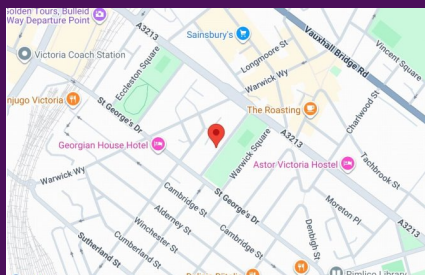 olden Tours, Bulleid
Way Departure Point
A3213
Sainsbury's
Vauxhall Bridge Rd
Vincent Square
Victoria Coach Station
Longmoore St
Eccleston Square
Warwick Wy
njugo Victoria
The Roasting
St George's Dr
Charlwood St
A3213
Georgian House Hotel
Warwick Square
Astor Victoria Hostel
Tachbrook St
Warwick Wy
Cambridge St
St George's Dr
Alderney St
Moreton Pl
Denbigh St
Winchester St
Cambridge St
A3213
Sutherland St
Cumberland St
Pimlico Library